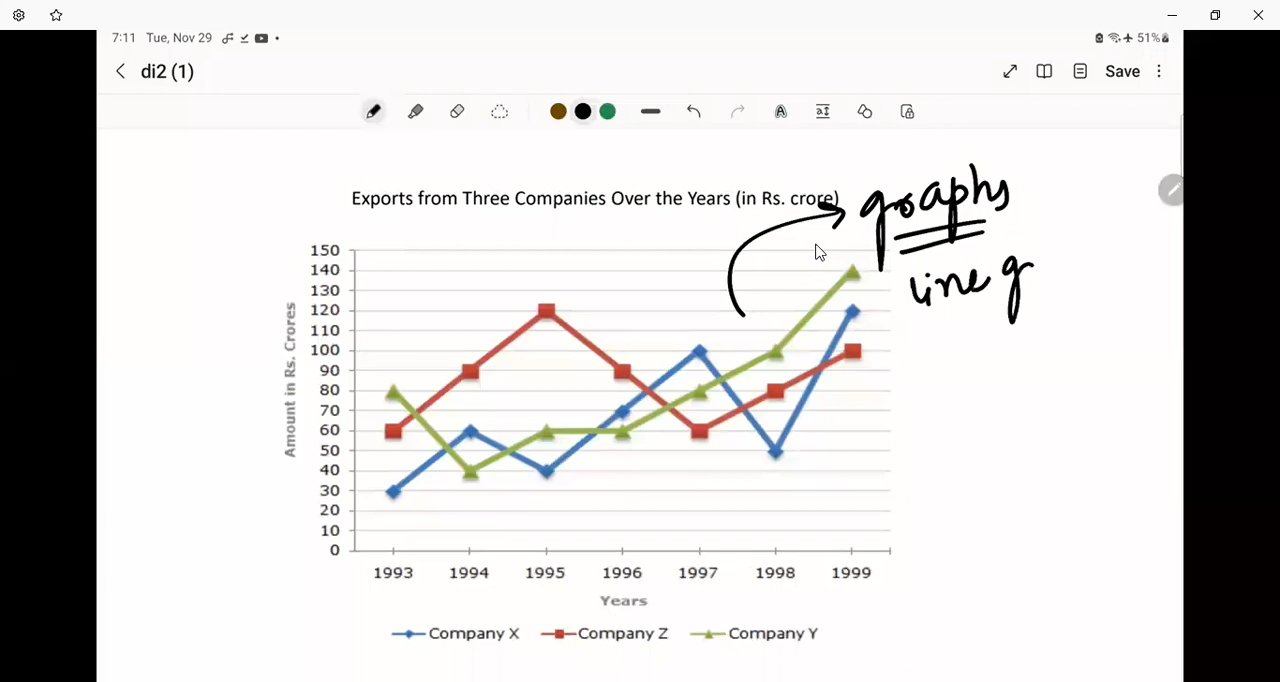 7:11 Tue, Nov 29
51%
di2 (1)
Save
Exports from Three Companies Over the Years (in Rs. crore)
graphs
line g
150
140
130
120
110
100
90
80
70
60
50
40
30
20
10
0
Amount in Rs. Crores
1993 1994 1995 1996 1997 1998 1999
Years
Company X Company Z Company Y